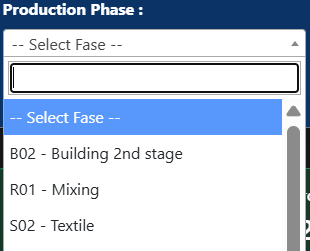 Production Phase :
-- Select Fase --
-- Select Fase --
B02 - Building 2nd stage
R01 - Mixing
S02 - Textile